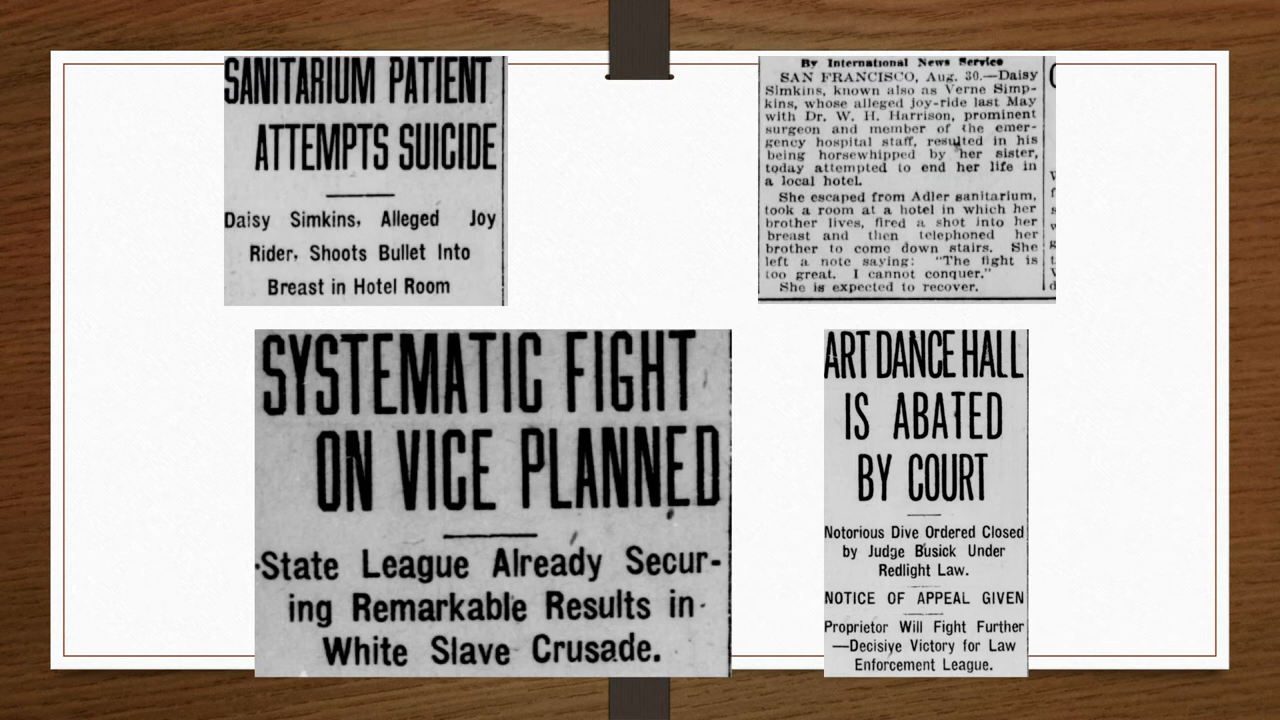 SANITARIUM PATIENT
ATTEMPTS SUICIDE
Daisy Simkins, Alleged Joy
Rider, Shoots Bullet Into
Breast in Hotel Room
By International News Service
SAN FRANCISCO, Aug. 30.—Daisy
Simkins, known also as Verne Simp-
kins, whose alleged joy-ride last May
with Dr. W. H. Harrison, prominent
surgeon and member of the emer-
gency hospital staff, resulted in his
being horsewhipped by her sister,
today attempted to end her life in
a local hotel.
She escaped from Adler sanitarium,
took a room at a hotel in which her
brother lives, fired a shot into her
breast and then telephoned her
brother to come down stairs. She
left a note saying: "The fight is
too great. I cannot conquer."
She is expected to recover.
SYSTEMATIC FIGHT
ON VICE PLANNED
State League Already Secur-
ing Remarkable Results in
White Slave Crusade.
ART DANCE HALL
IS ABATED
BY COURT
Notorious Dive Ordered Closed
by Judge Busick Under
Redlight Law.
NOTICE OF APPEAL GIVEN
Proprietor Will Fight Further
—Decisive Victory for Law
Enforcement League.